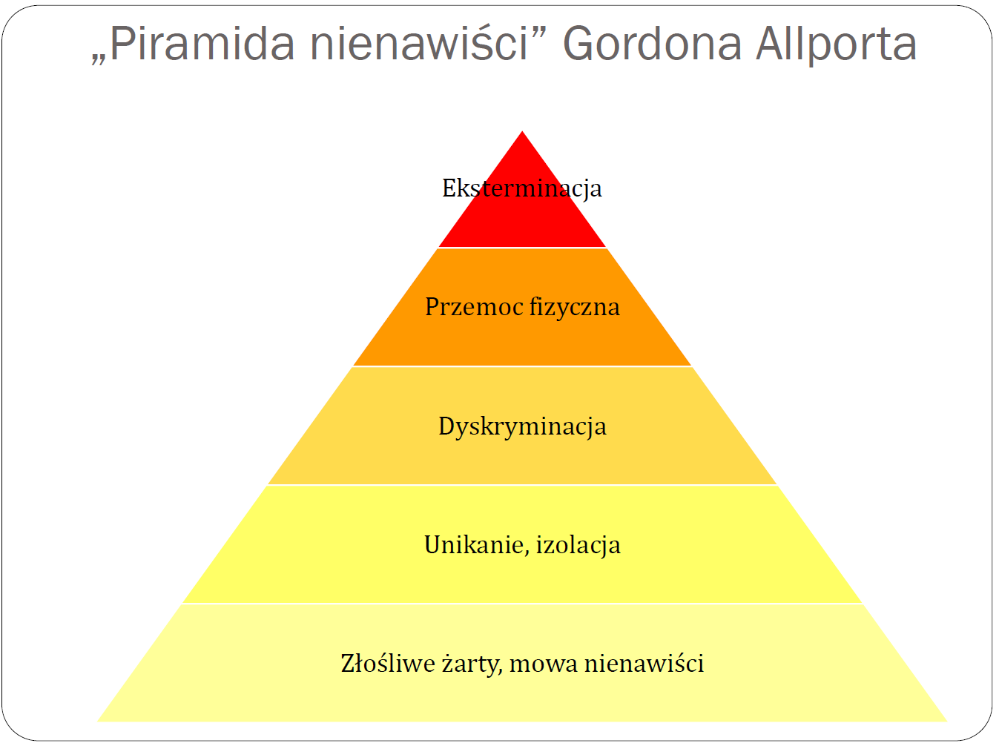 „Piramida nienawiści” Gordona Allporta
Eksterminacja
Przemoc fizyczna
Dyskryminacja
Unikanie, izolacja
Złośliwe żarty, mowa nienawiści